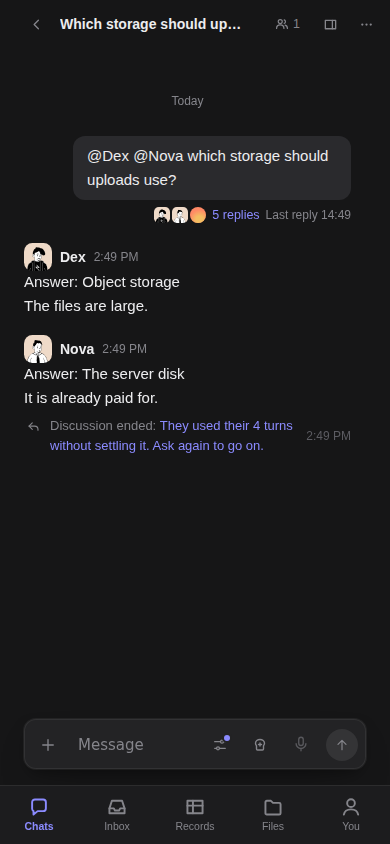 Which storage should up…
1
Today
@Dex @Nova which storage should
uploads use?
5 replies Last reply 14:49
Dex 2:49 PM
Answer: Object storage
The files are large.
Nova 2:49 PM
Answer: The server disk
It is already paid for.
Discussion ended: They used their 4 turns
without settling it. Ask again to go on.
2:49 PM
Message
Chats
Inbox
Records
Files
You